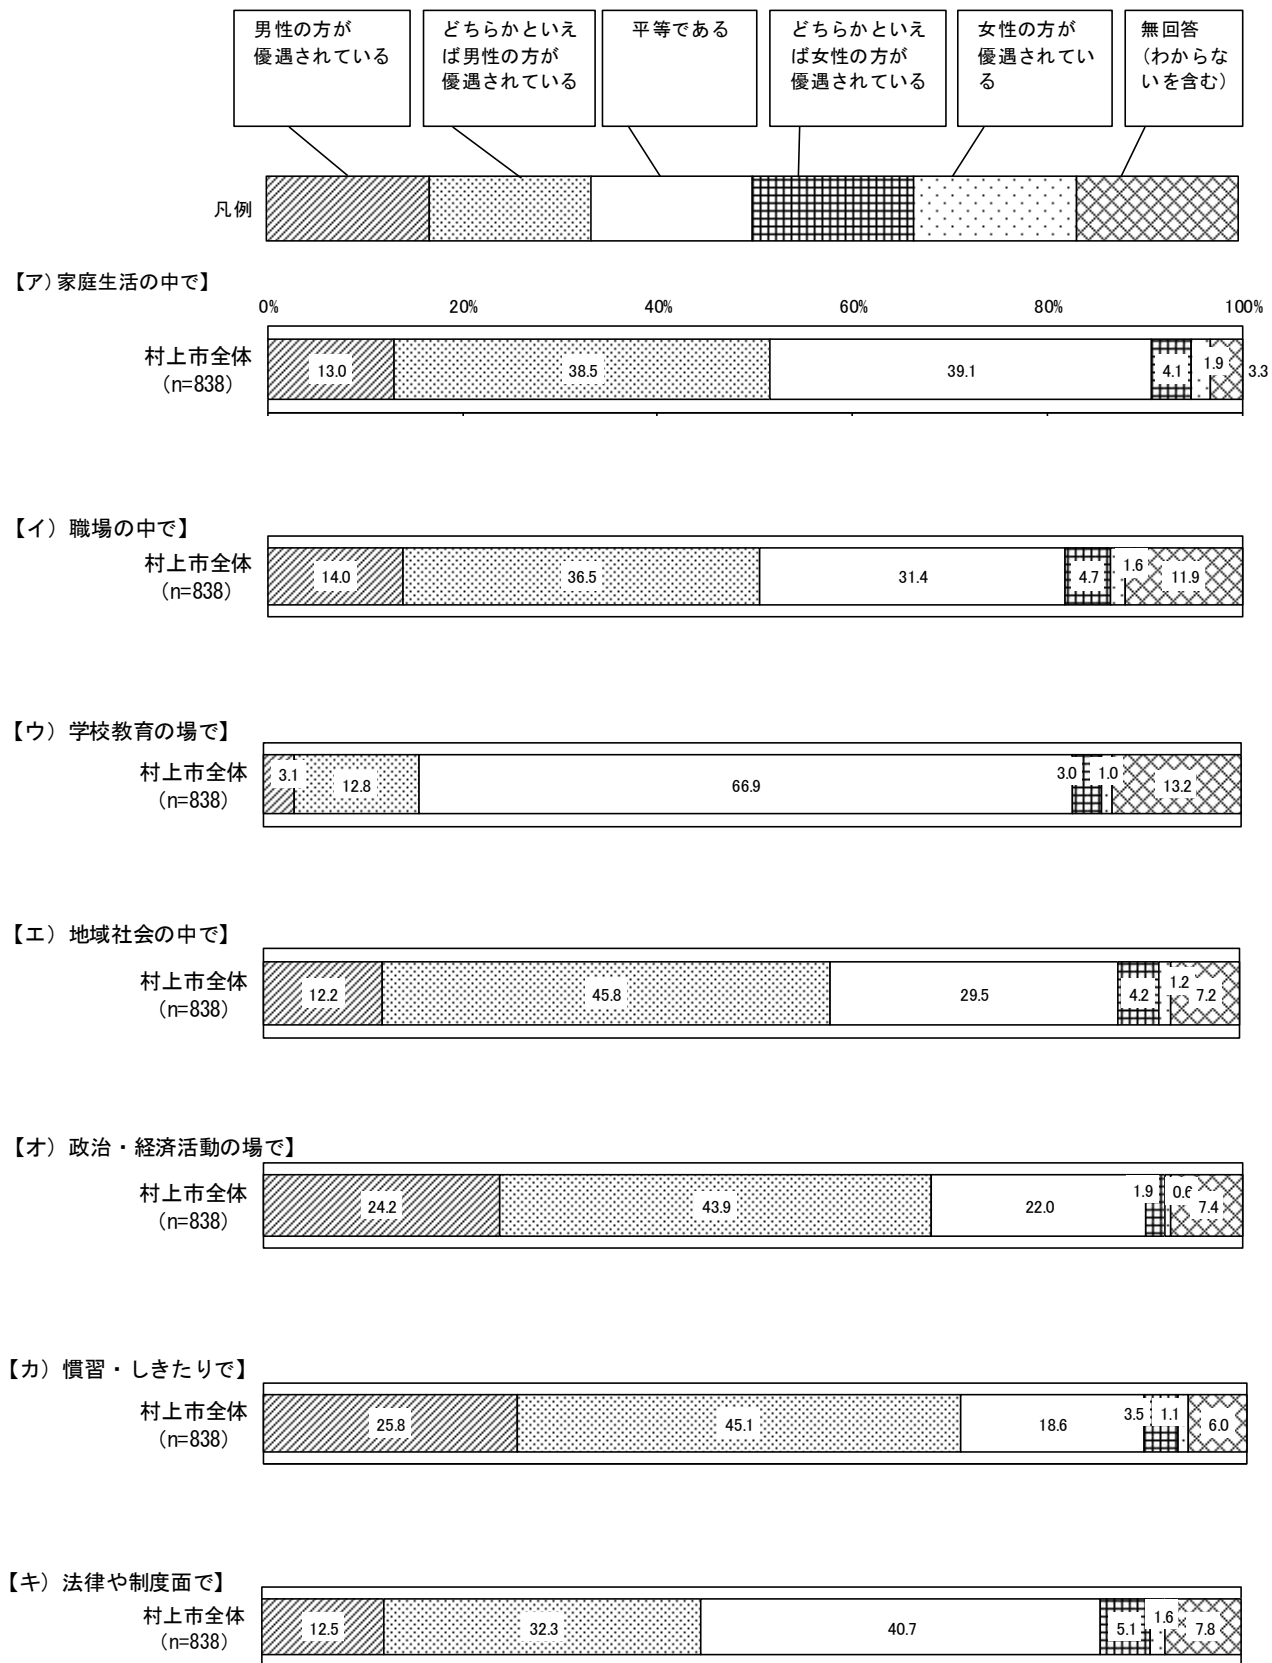 男性の方が
優遇されている
どちらかといえ
ば男性の方が
優遇されている
平等である
どちらかといえ
ば女性の方が
優遇されている
女性の方が
優遇されてい
る
無回答
（わからな
いを含む）
凡例
【ア）家庭生活の中で】
0% 20% 40% 60% 80% 100%
村上市全体
（n=838）
13.0 38.5 39.1 4.1 1.9 3.3
【イ）職場の中で】
村上市全体
（n=838）
14.0 36.5 31.4 4.7 1.6 11.9
【ウ）学校教育の場で】
村上市全体
（n=838）
3.1 12.8 66.9 3.0 1.0 13.2
【エ）地域社会の中で】
村上市全体
（n=838）
12.2 45.8 29.5 4.2 1.2 7.2
【オ）政治・経済活動の場で】
村上市全体
（n=838）
24.2 43.9 22.0 1.9 0.6 7.4
【カ）慣習・しきたりで】
村上市全体
（n=838）
25.8 45.1 18.6 3.5 1.1 6.0
【キ）法律や制度面で】
村上市全体
（n=838）
12.5 32.3 40.7 5.1 1.6 7.8